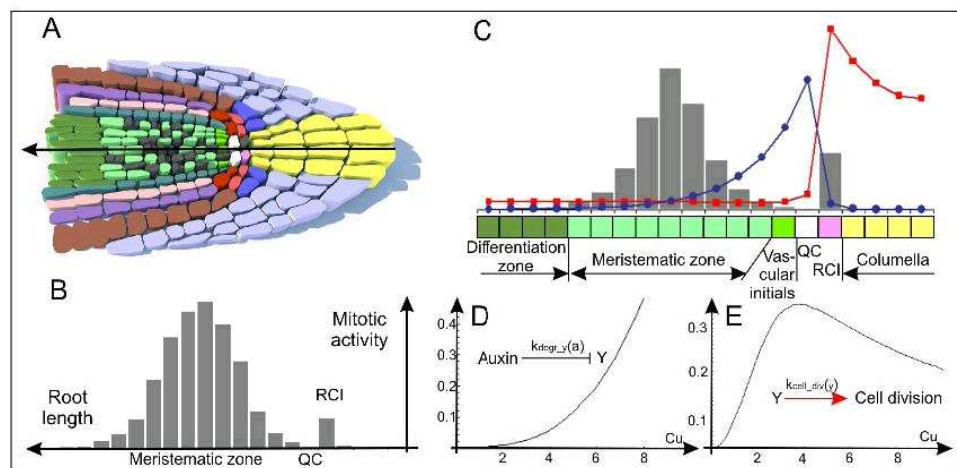 A
C
Differentiation
zone
Meristematic zone
Vas-
cular
initials
QC
RCI
Columella
B
Mitotic
activity
Root
length
RCI
Meristematic zone
QC
D
0.4
0.3
0.2
0.1
Auxin
kdegr_y(a)
Y
2 4 6 8
Cu
E
0.3
0.2
0.1
kcell_div(y)
Y
Cell division
2 4 6 8
Cu